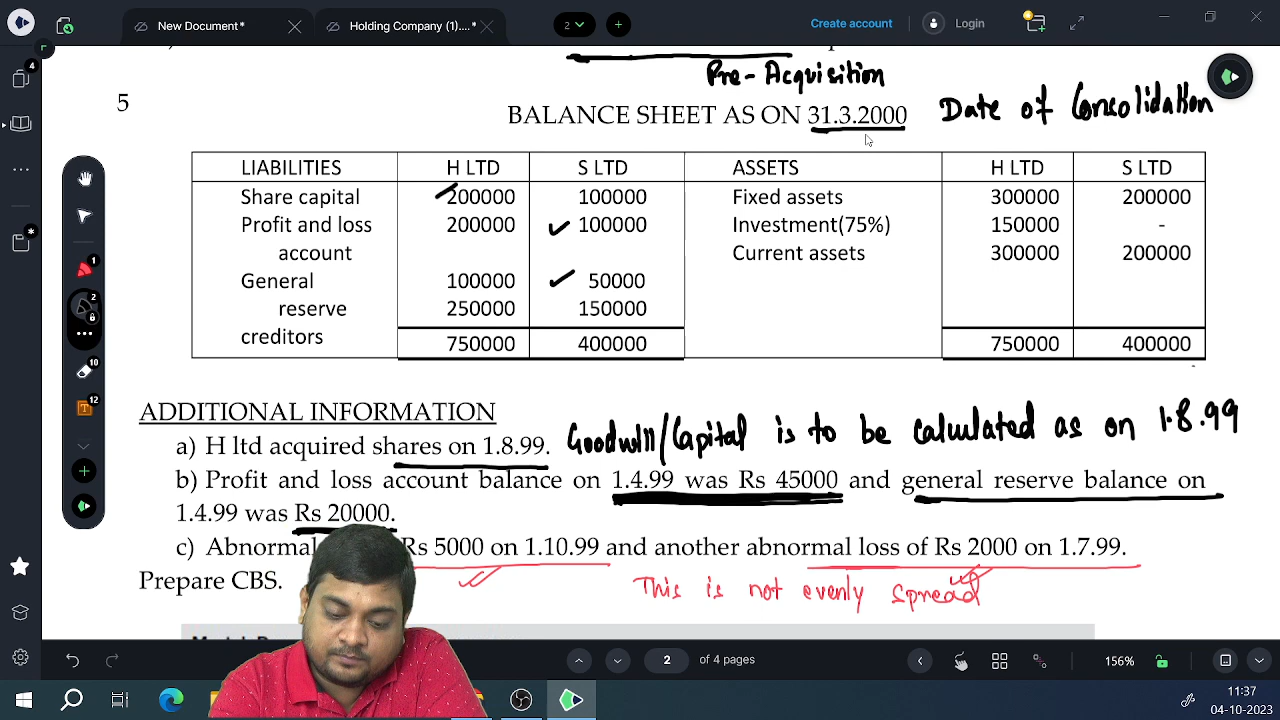 New Document*
Holding Company (1)....*
2
Create account
Login
4
Pre-Acquisition
5
BALANCE SHEET AS ON 31.3.2000
Date of Consolidation
LIABILITIES H LTD S LTD ASSETS H LTD S LTD
Share capital 200000 100000 Fixed assets 300000 200000
Profit and loss 200000 100000 Investment(75%) 150000 -
account Current assets 300000 200000
General 100000 50000
reserve 250000 150000
creditors
750000 400000 750000 400000
ADDITIONAL INFORMATION
a) H ltd acquired shares on 1.8.99. Goodwill/Capital is to be calculated as on 1.8.99
b) Profit and loss account balance on 1.4.99 was Rs 45000 and general reserve balance on
1.4.99 was Rs 20000.
c) Abnormal Rs 5000 on 1.10.99 and another abnormal loss of Rs 2000 on 1.7.99.
Prepare CBS.
This is not evenly spread
1
2
10
12
2 of 4 pages
156%
11:37
04-10-2023